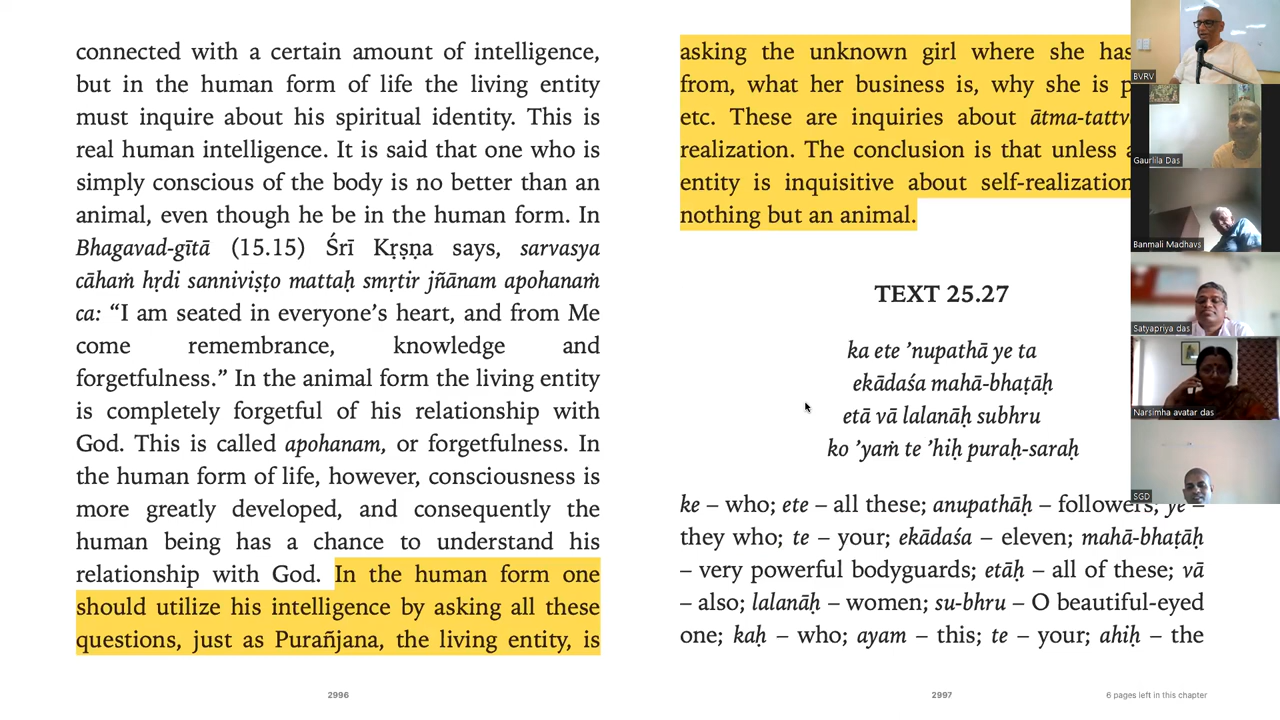 connected with a certain amount of intelligence,
but in the human form of life the living entity
must inquire about his spiritual identity. This is
real human intelligence. It is said that one who is
simply conscious of the body is no better than an
animal, even though he be in the human form. In
Bhagavad-gītā (15.15) Śrī Kṛṣṇa says, sarvasya
cāhaṁ hṛdi sanniviṣṭo mattaḥ smṛtir jñānam apohanaṁ
ca: “I am seated in everyone’s heart, and from Me
come remembrance, knowledge and
forgetfulness.” In the animal form the living entity
is completely forgetful of his relationship with
God. This is called apohanam, or forgetfulness. In
the human form of life, however, consciousness is
more greatly developed, and consequently the
human being has a chance to understand his
relationship with God. In the human form one
should utilize his intelligence by asking all these
questions, just as Purañjana, the living entity, is
2996
asking the unknown girl where she has
from, what her business is, why she is p
etc. These are inquiries about ātma-tattv
realization. The conclusion is that unless a
entity is inquisitive about self-realization
nothing but an animal.
TEXT 25.27
ka ete ’nupathā ye ta
ekādaśa mahā-bhaṭāḥ
etā vā lalanāḥ subhru
ko ’yaṁ te ’hiḥ puraḥ-saraḥ
ke – who; ete – all these; anupathāḥ – followers; ye –
they who; te – your; ekādaśa – eleven; mahā-bhaṭāḥ
– very powerful bodyguards; etāḥ – all of these; vā
– also; lalanāḥ – women; su-bhru – O beautiful-eyed
one; kaḥ – who; ayam – this; te – your; ahiḥ – the
2997
6 pages left in this chapter
BVRV
Gaurlila Das
Banmali Madhavs
Satyapriya das
Narsimha avatar das
SGD